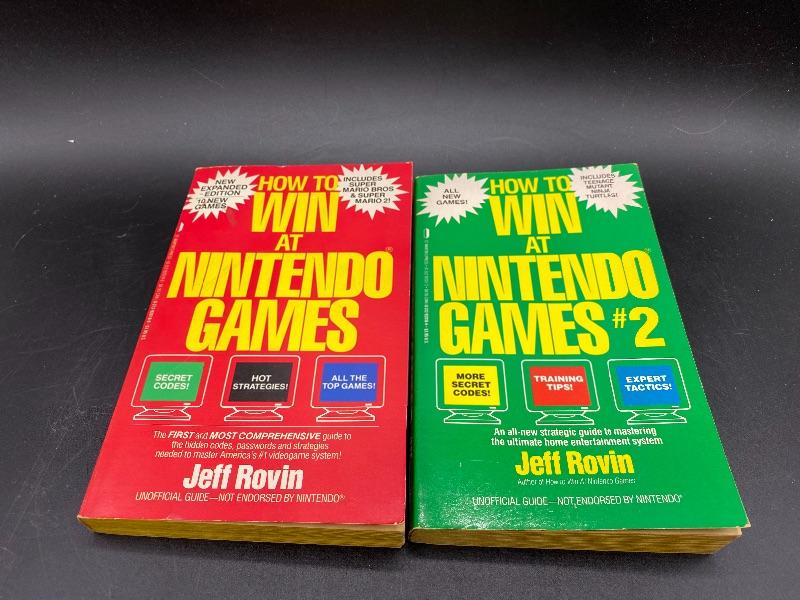 NEW
EXPANDED
EDITION
10 NEW
GAMES
INCLUDES
SUPER
MARIO BROS
& SUPER
MARIO 2!
HOW TO
WIN
AT
NINTENDO®
GAMES
SECRET
CODES!
HOT
STRATEGIES!
ALL THE
TOP GAMES!
The FIRST and MOST COMPREHENSIVE guide to
the hidden codes, passwords and strategies
needed to master America's #1 videogame system!
Jeff Rovin
UNOFFICIAL GUIDE—NOT ENDORSED BY NINTENDO®
ALL
NEW
GAMES!
INCLUDES
TEENAGE
MUTANT
NINJA
TURTLES!
HOW TO
WIN
AT
NINTENDO®
GAMES #2
MORE
SECRET
CODES!
TRAINING
TIPS!
EXPERT
TACTICS!
An all-new strategic guide to mastering
the ultimate home entertainment system
Jeff Rovin
Author of How to Win At Nintendo Games
UNOFFICIAL GUIDE—NOT ENDORSED BY NINTENDO®